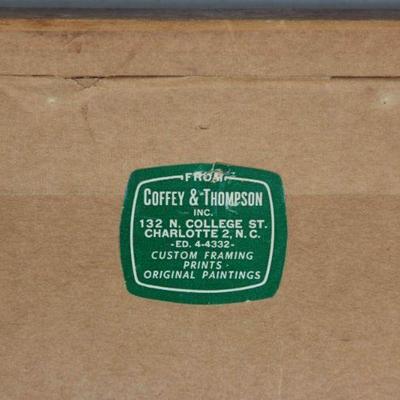 FROM
COFFEY & THOMPSON
INC.
132 N. COLLEGE ST.
CHARLOTTE 2, N. C.
-ED. 4-4332-
CUSTOM FRAMING
PRINTS •
ORIGINAL PAINTINGS